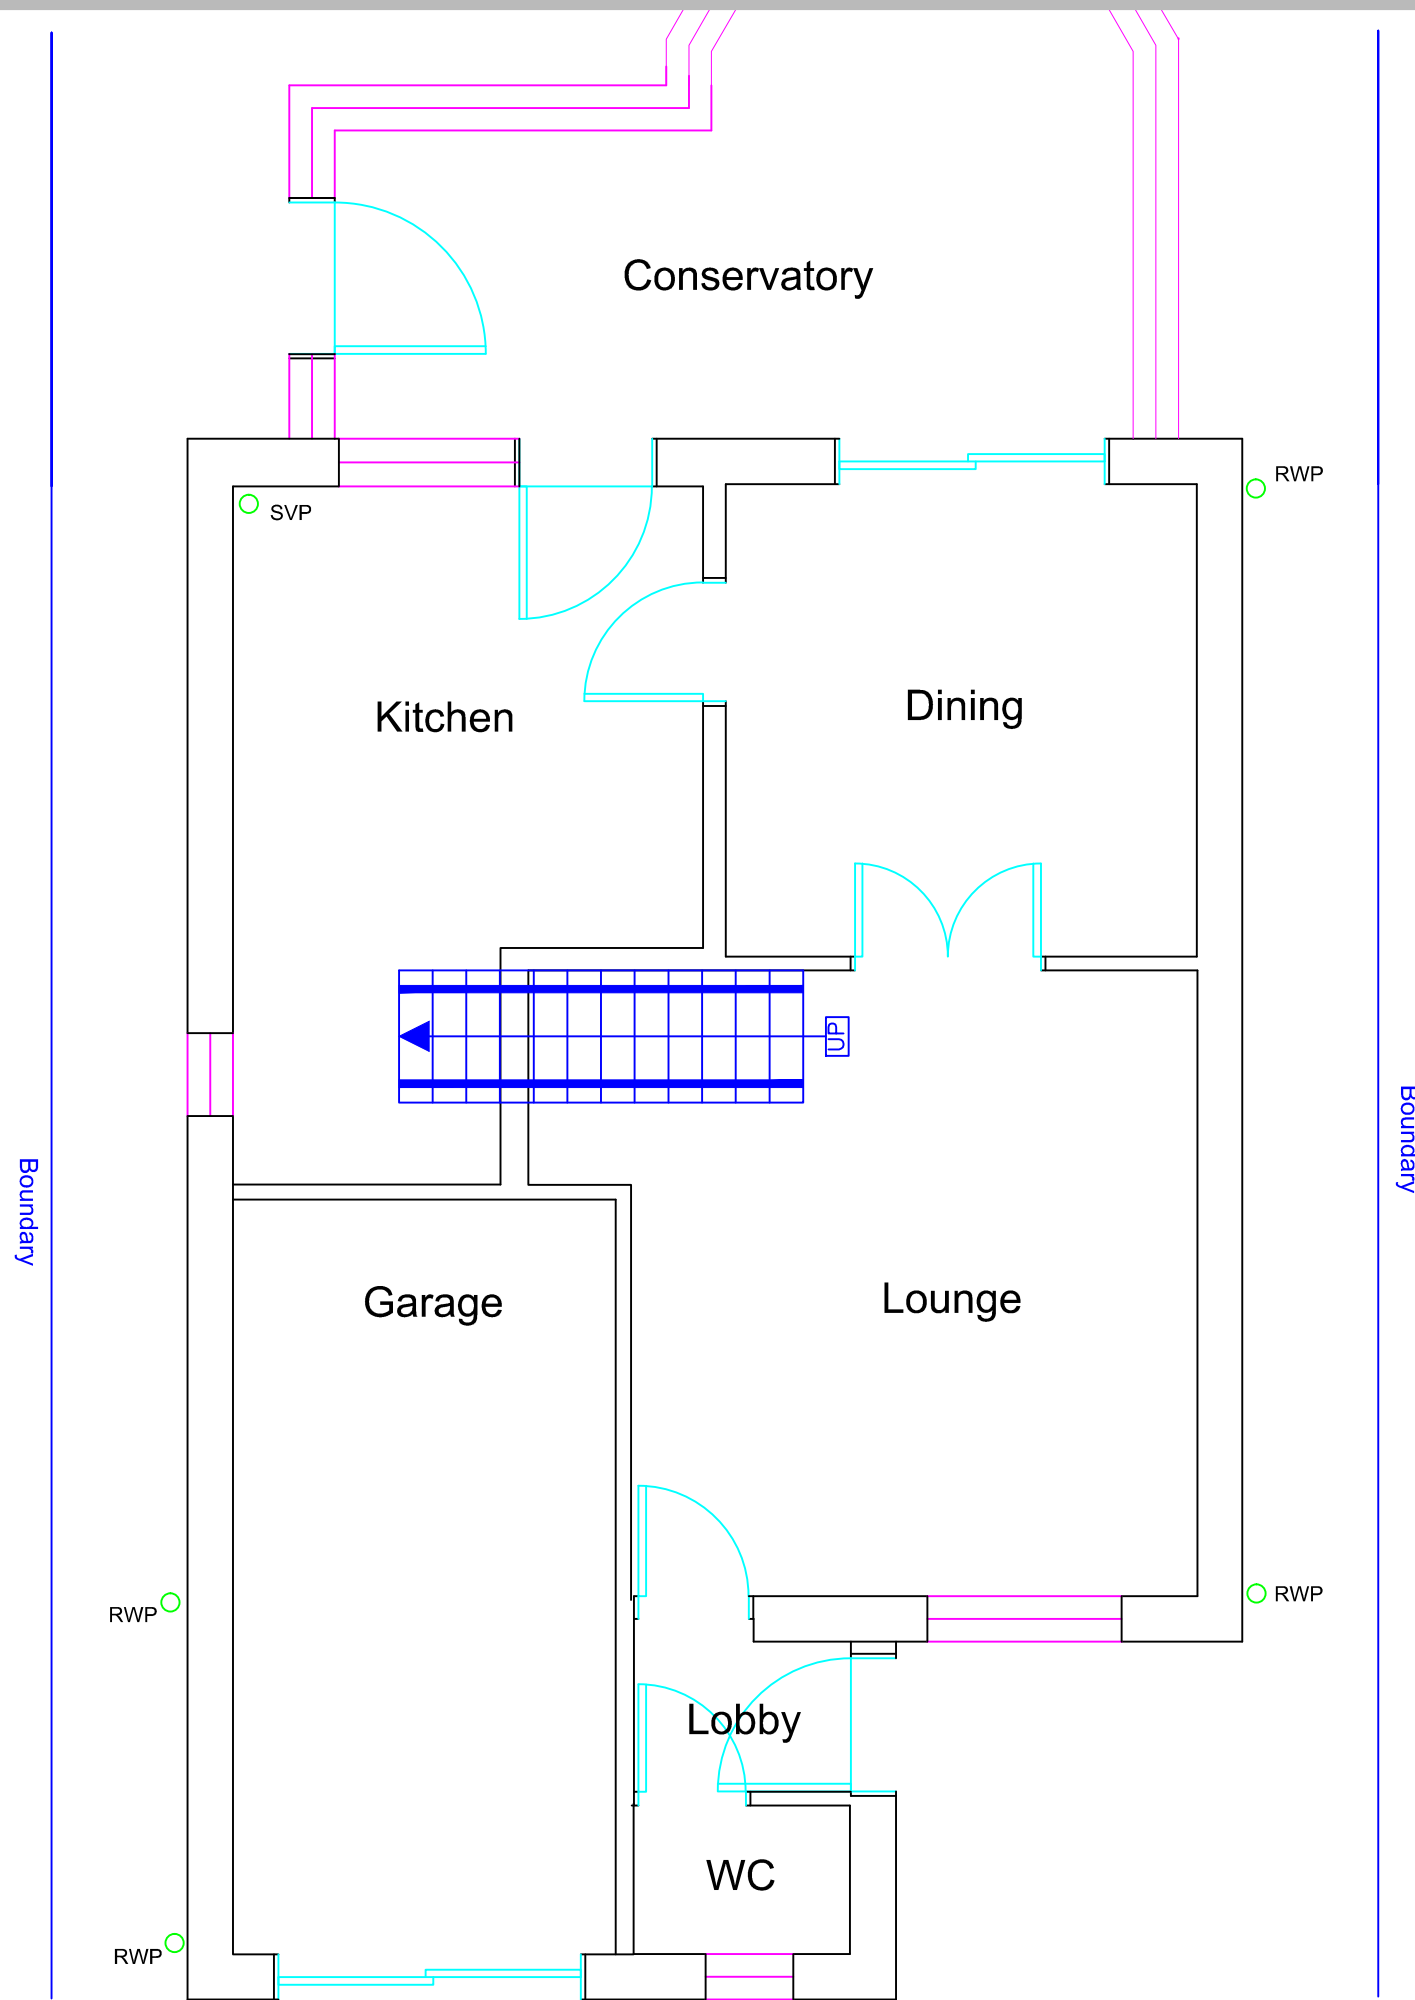 Conservatory
RWP
SVP
Dining
Kitchen
UP
Boundary
Boundary
Lounge
Garage
RWP
RWP
Lobby
WC
RWP